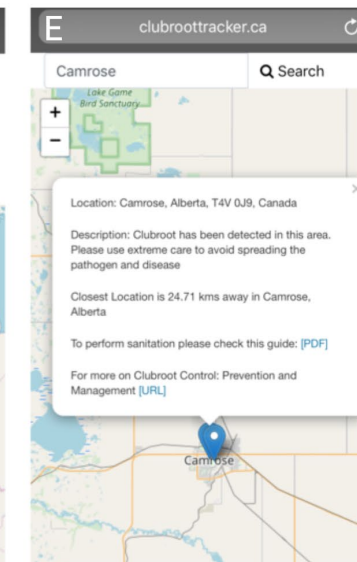 E
clubroottracker.ca
Camrose
Search
Lake Game
Bird Sanctuary
+
−
Location: Camrose, Alberta, T4V 0J9, Canada
Description: Clubroot has been detected in this area.
Please use extreme care to avoid spreading the
pathogen and disease
Closest Location is 24.71 kms away in Camrose,
Alberta
To perform sanitation please check this guide: [PDF]
For more on Clubroot Control: Prevention and
Management [URL]
Camrose